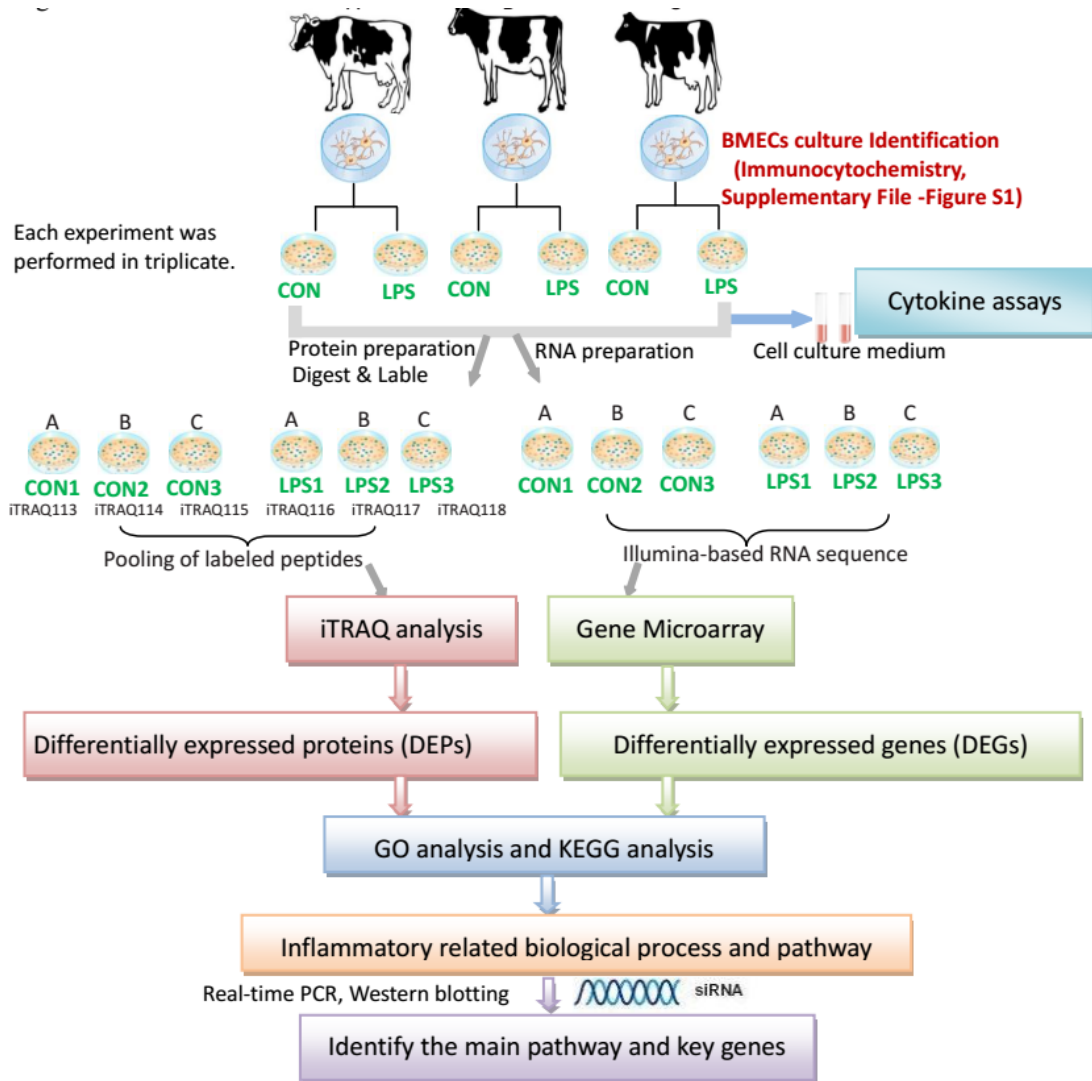 BMECs culture Identification
(Immunocytochemistry,
Supplementary File -Figure S1)
Each experiment was
performed in triplicate.
CON LPS CON LPS CON LPS
Cytokine assays
Protein preparation RNA preparation Cell culture medium
Digest & Lable
A B C A B C A B C A B C
CON1 CON2 CON3 LPS1 LPS2 LPS3 CON1 CON2 CON3 LPS1 LPS2 LPS3
iTRAQ113 iTRAQ114 iTRAQ115 iTRAQ116 iTRAQ117 iTRAQ118
Pooling of labeled peptides Illumina-based RNA sequence
iTRAQ analysis Gene Microarray
Differentially expressed proteins (DEPs) Differentially expressed genes (DEGs)
GO analysis and KEGG analysis
Inflammatory related biological process and pathway
Real-time PCR, Western blotting siRNA
Identify the main pathway and key genes